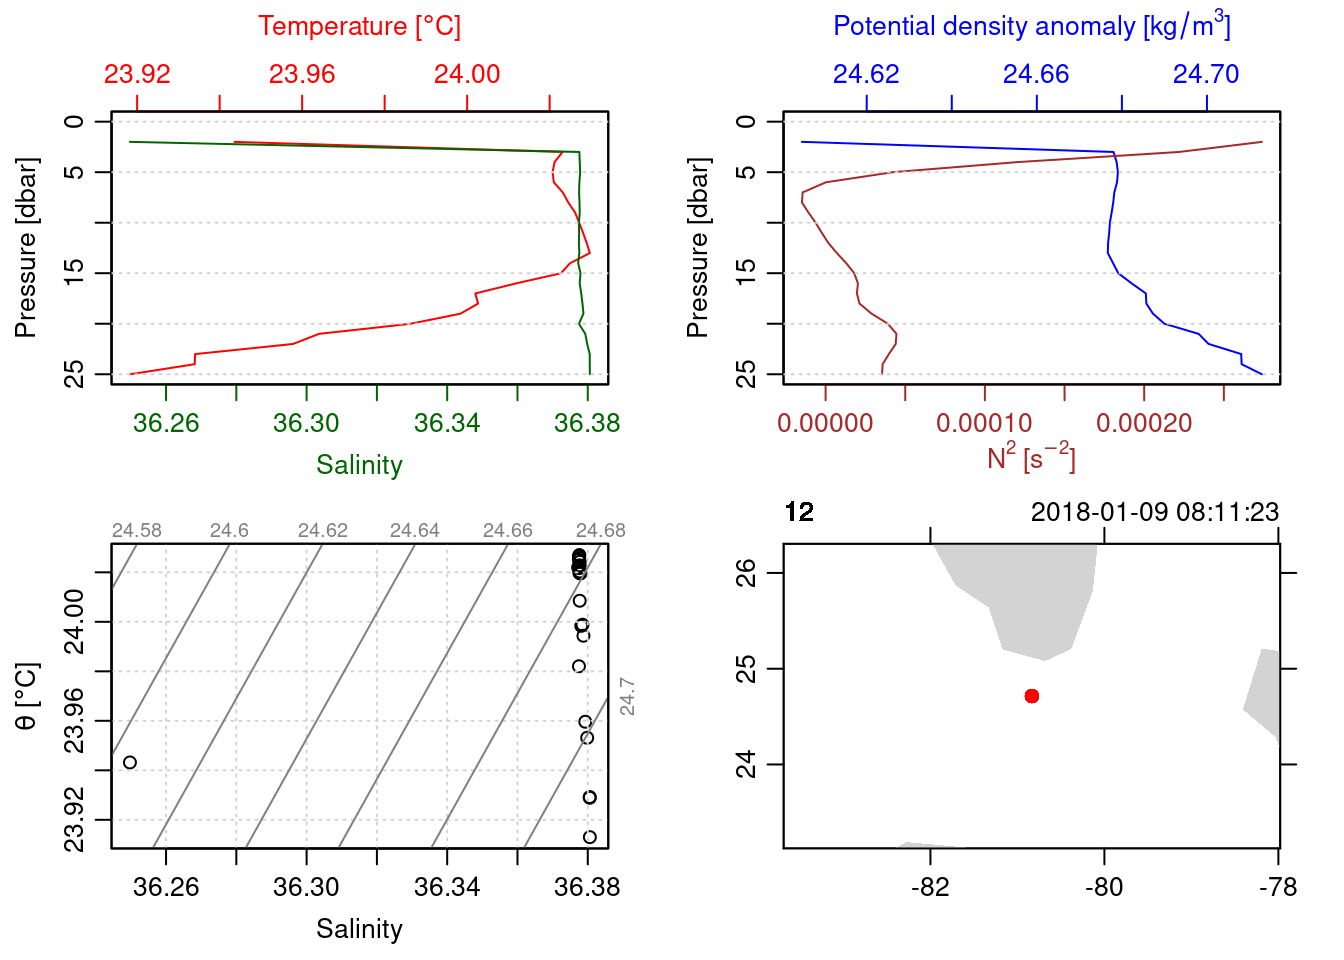 Temperature [°C]
23.92 23.96 24.00
0
5
15
25
Pressure [dbar]
36.26 36.30 36.34 36.38
Salinity
Potential density anomaly [kg/m³]
24.62 24.66 24.70
0
5
15
25
Pressure [dbar]
0.00000 0.00010 0.00020
N² [s⁻²]
24.58 24.6 24.62 24.64 24.66 24.68
24.7
24.00
23.96
23.92
θ [°C]
36.26 36.30 36.34 36.38
Salinity
12 2018-01-09 08:11:23
26
25
24
-82 -80 -78